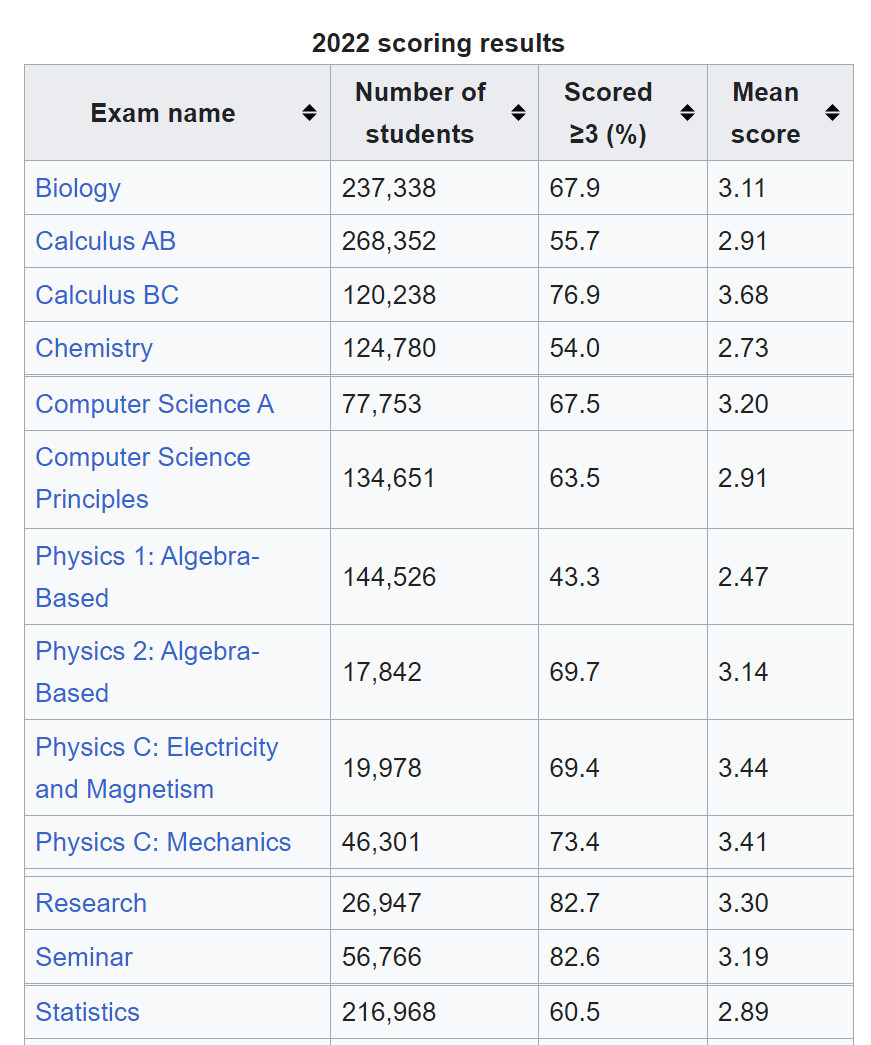 2022 scoring results
Exam name
Number of
students
Scored
≥3 (%)
Mean
score
Biology 237,338 67.9 3.11
Calculus AB 268,352 55.7 2.91
Calculus BC 120,238 76.9 3.68
Chemistry 124,780 54.0 2.73
Computer Science A 77,753 67.5 3.20
Computer Science
Principles
134,651 63.5 2.91
Physics 1: Algebra-
Based
144,526 43.3 2.47
Physics 2: Algebra-
Based
17,842 69.7 3.14
Physics C: Electricity
and Magnetism
19,978 69.4 3.44
Physics C: Mechanics 46,301 73.4 3.41
Research 26,947 82.7 3.30
Seminar 56,766 82.6 3.19
Statistics 216,968 60.5 2.89